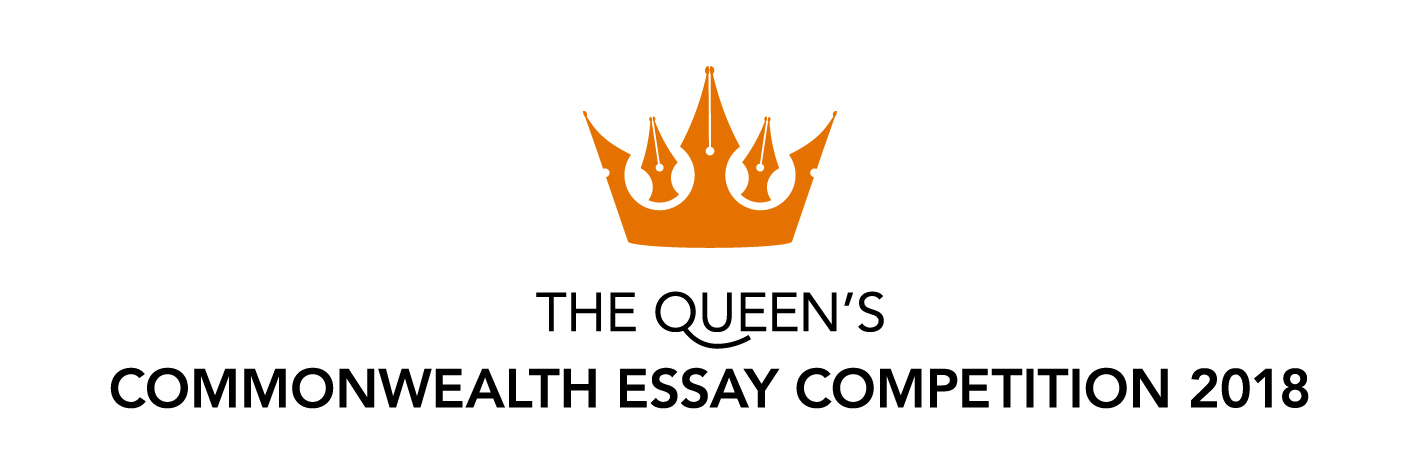 THE QUEEN’S
COMMONWEALTH ESSAY COMPETITION 2018